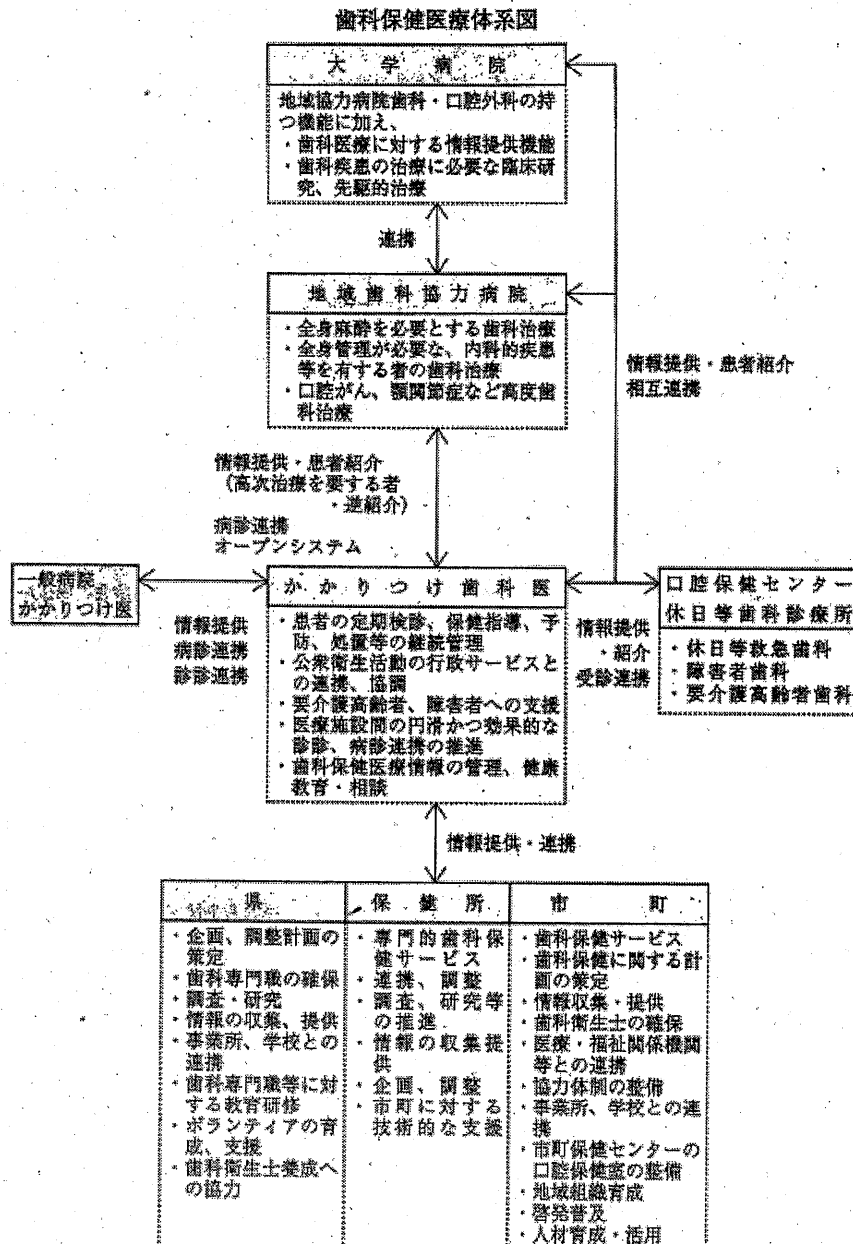 歯科保健医療体系図
大学病院
地域協力病院歯科・口腔外科の持
つ機能に加え、
・歯科医療に対する情報提供機能
・歯科疾患の治療に必要な臨床研
究、先駆的治療
連携
地域歯科協力病院
・全身麻酔を必要とする歯科治療
・全身管理が必要な、内科的疾患
等を有する者の歯科治療
・口腔がん、顎関節症など高度歯
科治療
情報提供・患者紹介
相互連携
情報提供・患者紹介
(高次治療を要する者
・逆紹介)
病診連携
オープンシステム
一般病院
かかりつけ医
情報提供
病診連携
診診連携
かかりつけ歯科医
・患者の定期検診、保健指導、予
防、処置等の継続管理
・公衆衛生活動の行政サービスと
の連携、協調
・要介護高齢者、障害者への支援
・医療施設間の円滑かつ効果的な
診診、病診連携の推進
・歯科保健医療情報の管理、健康
教育・相談
情報提供
・紹介
受診連携
口腔保健センター
休日等歯科診療所
・休日等救急歯科
・障害者歯科
・要介護高齢者歯科
情報提供・連携
県
・企画、調整計画の
策定
・歯科専門職の確保
・調査・研究
・情報の収集、提供
・事業所、学校との
連携
・歯科専門職等に対
する教育研修
・ボランティアの育
成、支援
・歯科衛生士養成へ
の協力
保健所
・専門的歯科保
健サービス
・連携、調整
・調査、研究等
の推進
・情報の収集提
供
・企画、調整
・市町に対する
技術的な支援
市町
・歯科保健サービス
・歯科保健に関する計
画の策定
・情報収集・提供
・歯科衛生士の確保
・医療・福祉関係機関
等との連携
・協力体制の整備
・事業所、学校との連
携
・市町保健センターの
口腔保健室の整備
・地域組織育成
・啓発普及
・人材育成・活用